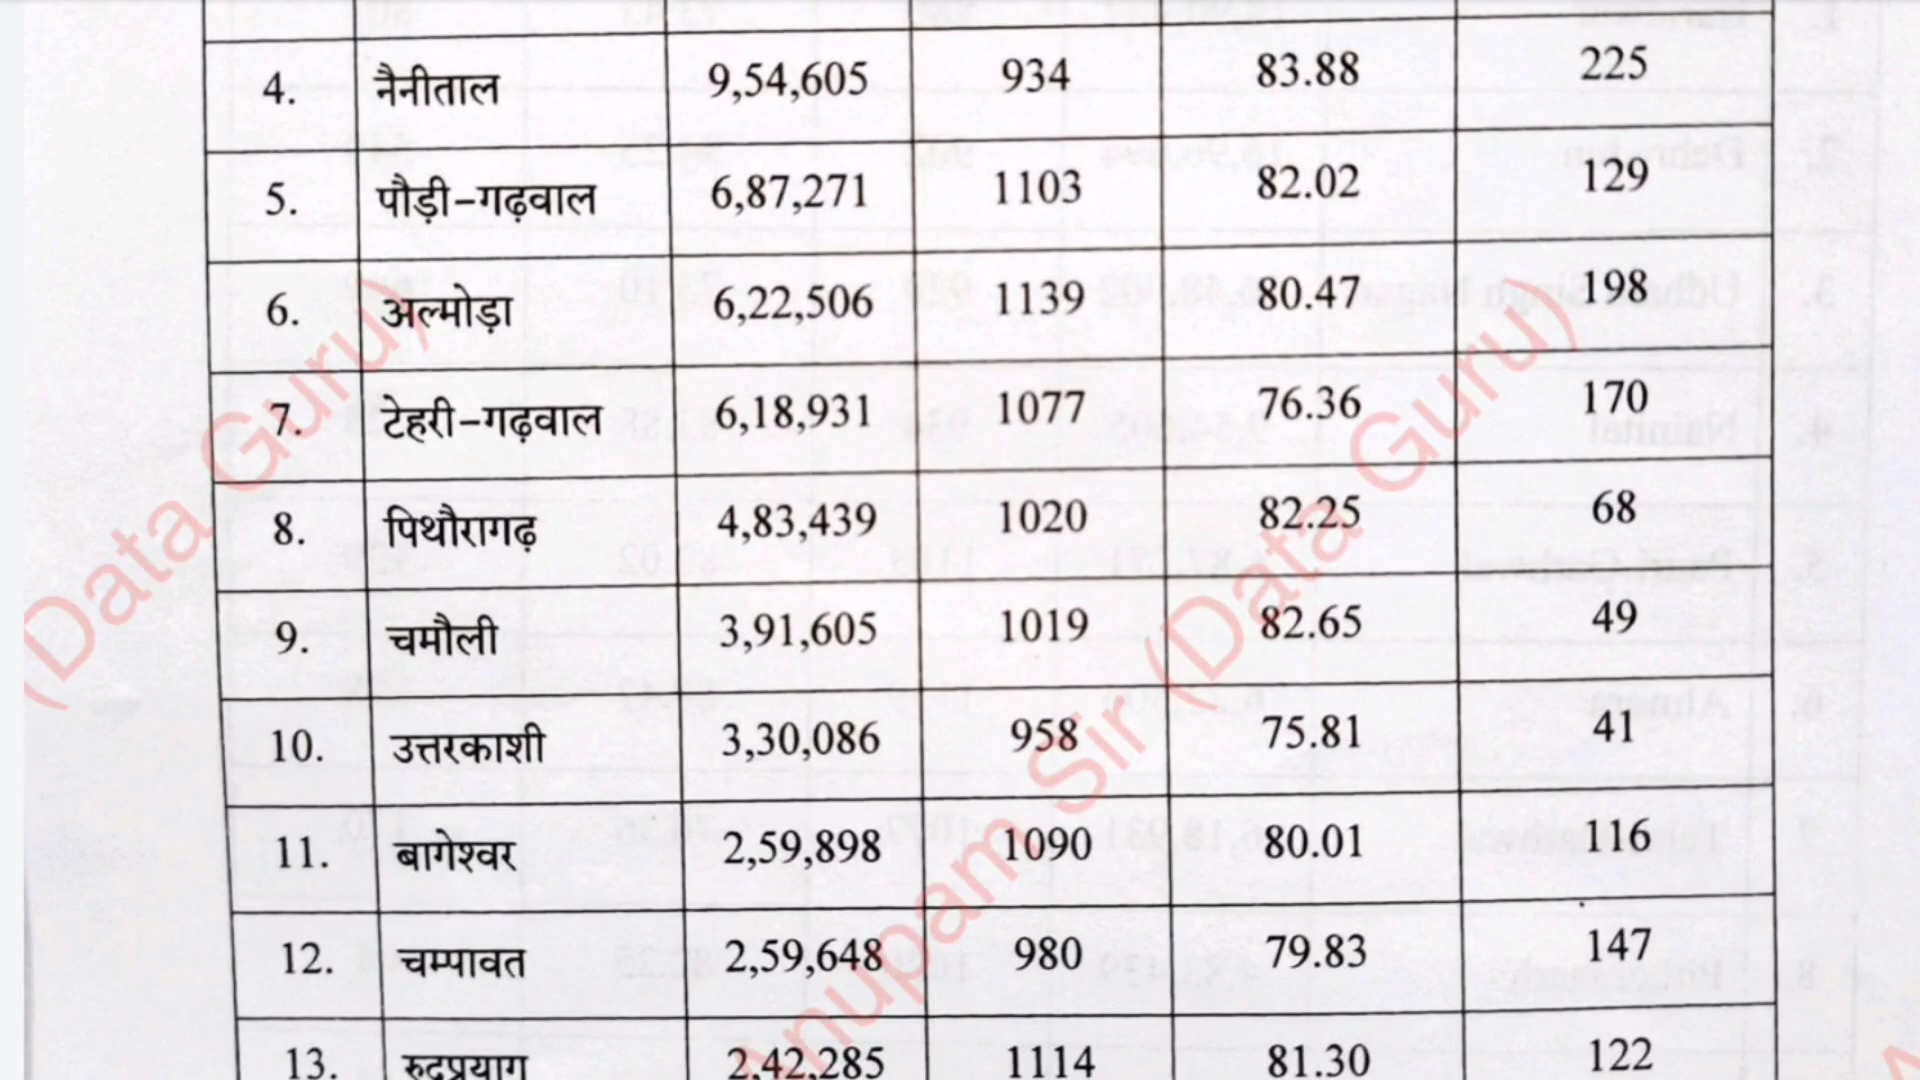 4. नैनीताल 9,54,605 934 83.88 225
5. पौड़ी-गढ़वाल 6,87,271 1103 82.02 129
6. अल्मोड़ा 6,22,506 1139 80.47 198
7. टेहरी-गढ़वाल 6,18,931 1077 76.36 170
8. पिथौरागढ़ 4,83,439 1020 82.25 68
9. चमौली 3,91,605 1019 82.65 49
10. उत्तरकाशी 3,30,086 958 75.81 41
11. बागेश्वर 2,59,898 1090 80.01 116
12. चम्पावत 2,59,648 980 79.83 147
13. रुद्रप्रयाग 2,42,285 1114 81.30 122
(Data Guru)
Anupam Sir (Data Guru)